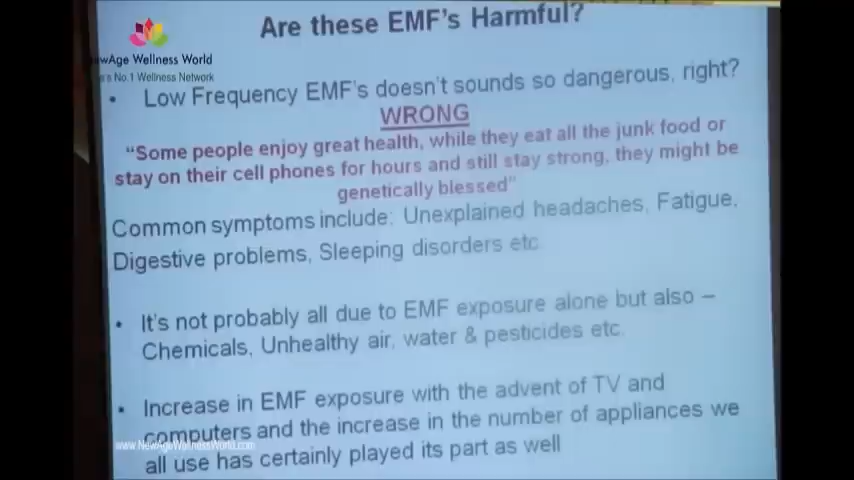 Are these EMF's Harmful?
NewAge Wellness World
's No.1 Wellness Network
• Low Frequency EMF's doesn't sounds so dangerous, right?
WRONG
"Some people enjoy great health, while they eat all the junk food or
stay on their cell phones for hours and still stay strong, they might be
genetically blessed"
Common symptoms include: Unexplained headaches, Fatigue,
Digestive problems, Sleeping disorders etc
• It's not probably all due to EMF exposure alone but also –
Chemicals, Unhealthy air, water & pesticides etc.
• Increase in EMF exposure with the advent of TV and
computers and the increase in the number of appliances we
www.NewAgeWellnessWorld.com
all use has certainly played its part as well